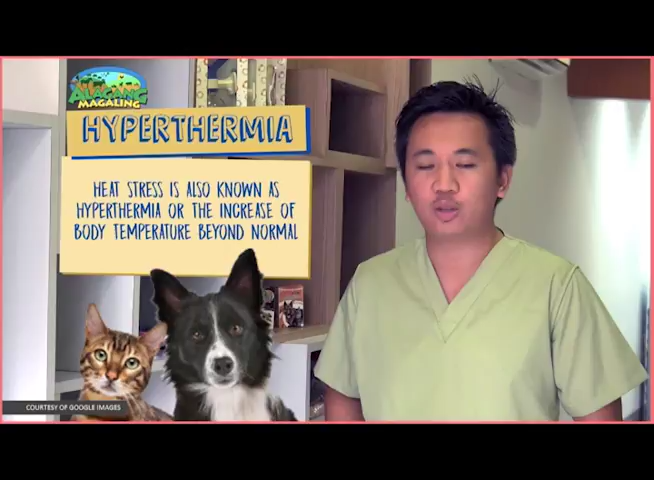 ALAGANG
MAGALING
HYPERTHERMIA
HEAT STRESS IS ALSO KNOWN AS
HYPERTHERMIA OR THE INCREASE OF
BODY TEMPERATURE BEYOND NORMAL
COURTESY OF GOOGLE IMAGES